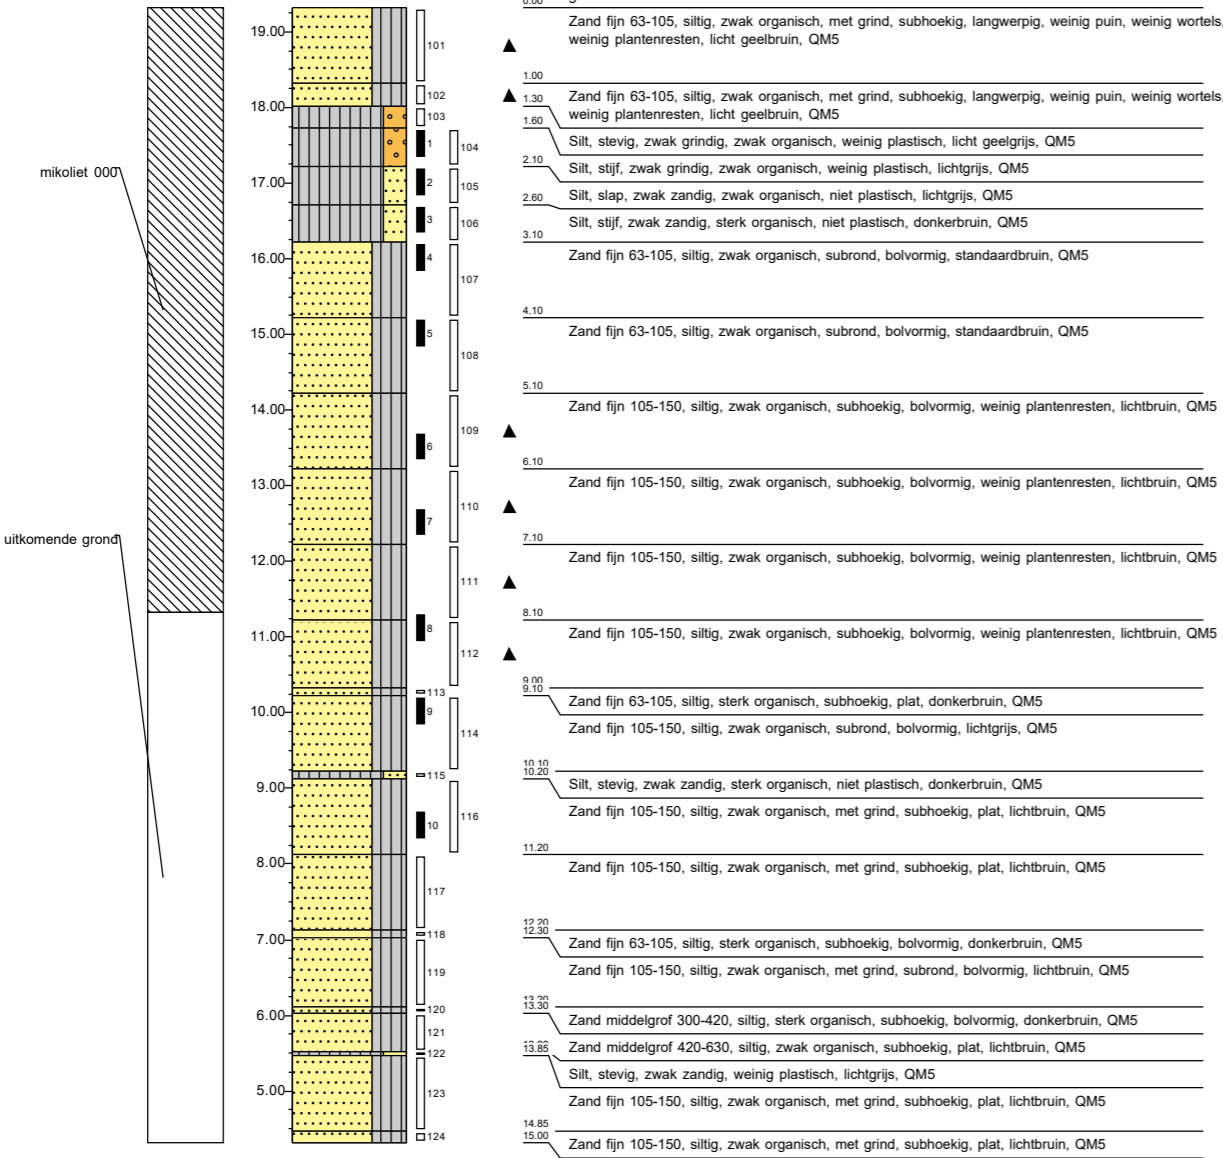 0.00
Zand fijn 63-105, siltig, zwak organisch, met grind, subhoekig, langwerpig, weinig puin, weinig wortels,
weinig plantenresten, licht geelbruin, QM5
1.00
Zand fijn 63-105, siltig, zwak organisch, met grind, subhoekig, langwerpig, weinig puin, weinig wortels,
weinig plantenresten, licht geelbruin, QM5
1.30
1.60
Silt, stevig, zwak grindig, zwak organisch, weinig plastisch, licht geelgrijs, QM5
2.10
Silt, stijf, zwak grindig, zwak organisch, weinig plastisch, lichtgrijs, QM5
Silt, slap, zwak zandig, zwak organisch, niet plastisch, lichtgrijs, QM5
2.60
Silt, stijf, zwak zandig, sterk organisch, niet plastisch, donkerbruin, QM5
3.10
Zand fijn 63-105, siltig, zwak organisch, subrond, bolvormig, standaardbruin, QM5
4.10
Zand fijn 63-105, siltig, zwak organisch, subrond, bolvormig, standaardbruin, QM5
5.10
Zand fijn 105-150, siltig, zwak organisch, subhoekig, bolvormig, weinig plantenresten, lichtbruin, QM5
6.10
Zand fijn 105-150, siltig, zwak organisch, subhoekig, bolvormig, weinig plantenresten, lichtbruin, QM5
7.10
Zand fijn 105-150, siltig, zwak organisch, subhoekig, bolvormig, weinig plantenresten, lichtbruin, QM5
8.10
Zand fijn 105-150, siltig, zwak organisch, subhoekig, bolvormig, weinig plantenresten, lichtbruin, QM5
9.00
9.10
Zand fijn 63-105, siltig, sterk organisch, subhoekig, plat, donkerbruin, QM5
Zand fijn 105-150, siltig, zwak organisch, subrond, bolvormig, lichtgrijs, QM5
10.10
10.20
Silt, stevig, zwak zandig, sterk organisch, niet plastisch, donkerbruin, QM5
Zand fijn 105-150, siltig, zwak organisch, met grind, subhoekig, plat, lichtbruin, QM5
11.20
Zand fijn 105-150, siltig, zwak organisch, met grind, subhoekig, plat, lichtbruin, QM5
12.20
12.30
Zand fijn 63-105, siltig, sterk organisch, subhoekig, bolvormig, donkerbruin, QM5
Zand fijn 105-150, siltig, zwak organisch, met grind, subrond, bolvormig, lichtbruin, QM5
13.20
13.30
Zand middelgrof 300-420, siltig, sterk organisch, subhoekig, bolvormig, donkerbruin, QM5
Zand middelgrof 420-630, siltig, zwak organisch, subhoekig, plat, lichtbruin, QM5
13.85
Silt, stevig, zwak zandig, weinig plastisch, lichtgrijs, QM5
Zand fijn 105-150, siltig, zwak organisch, met grind, subhoekig, plat, lichtbruin, QM5
14.85
15.00
Zand fijn 105-150, siltig, zwak organisch, met grind, subhoekig, plat, lichtbruin, QM5
mikoliet 000
uitkomende grond
19.00
18.00
17.00
16.00
15.00
14.00
13.00
12.00
11.00
10.00
9.00
8.00
7.00
6.00
5.00
101
102
103
1
104
2
105
3
106
4
107
5
108
109
6
110
7
111
8
112
113
9
114
115
116
10
117
118
119
120
121
122
123
124